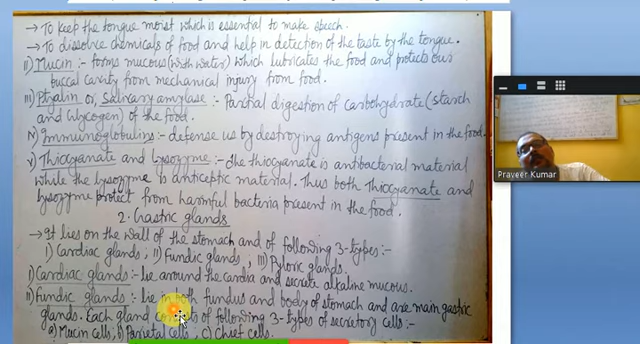 → To keep the tongue moist which is essential to make speech.
→ To dissolve chemicals of food and help in detection of the taste by the tongue.
ii) Mucin :- forms mucous (with water) which lubricates the food and protects our
buccal cavity from mechanical injury from food.
iii) Ptyalin or, Salivary amylase :- Partial digestion of carbohydrate (starch
and Glycogen) of the food.
iv) Immunoglobulins :- defense us by destroying antigens present in the food.
v) Thiocyanate and Lysozyme :- The thiocyanate is antibacterial material
while the lysozyme is anticeptic material. Thus both Thiocyanate and
lysozyme protect from harmful bacteria present in the food.
2. Gastric glands
→ It lies on the wall of the stomach and of following 3-types:-
i) Cardiac glands, ii) Fundic glands, iii) Pyloric glands.
i) Cardiac glands :- lie around the cardia and secrete alkaline mucous.
ii) Fundic glands :- lie in both fundus and body of stomach and are main gastric
glands. Each gland consists of following 3-types of secretory cells:-
a) Mucin cells, b) Parietal cells, c) Chief cells.
Praveer Kumar